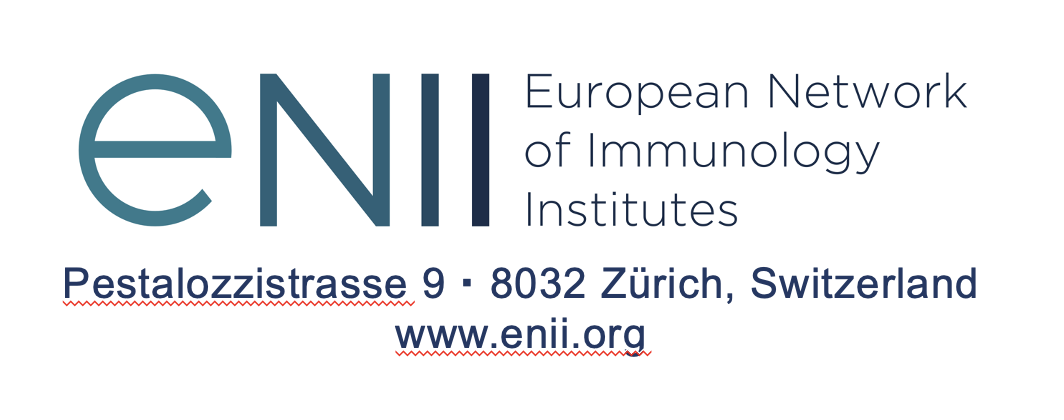 eNII
European Network
of Immunology
Institutes
Pestalozzistrasse 9 ▪ 8032 Zürich, Switzerland
www.enii.org